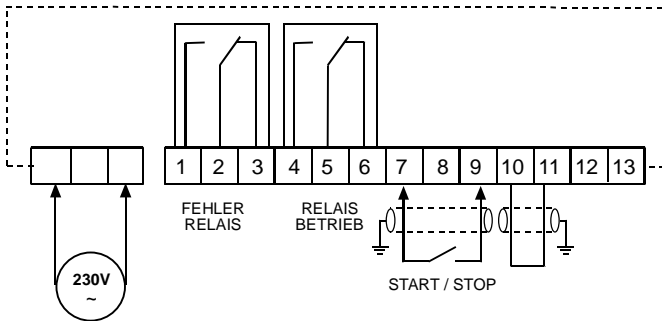 1 2 3 4 5 6 7 8 9 10 11 12 13
FEHLER
RELAIS
RELAIS
BETRIEB
230V
~
START / STOP